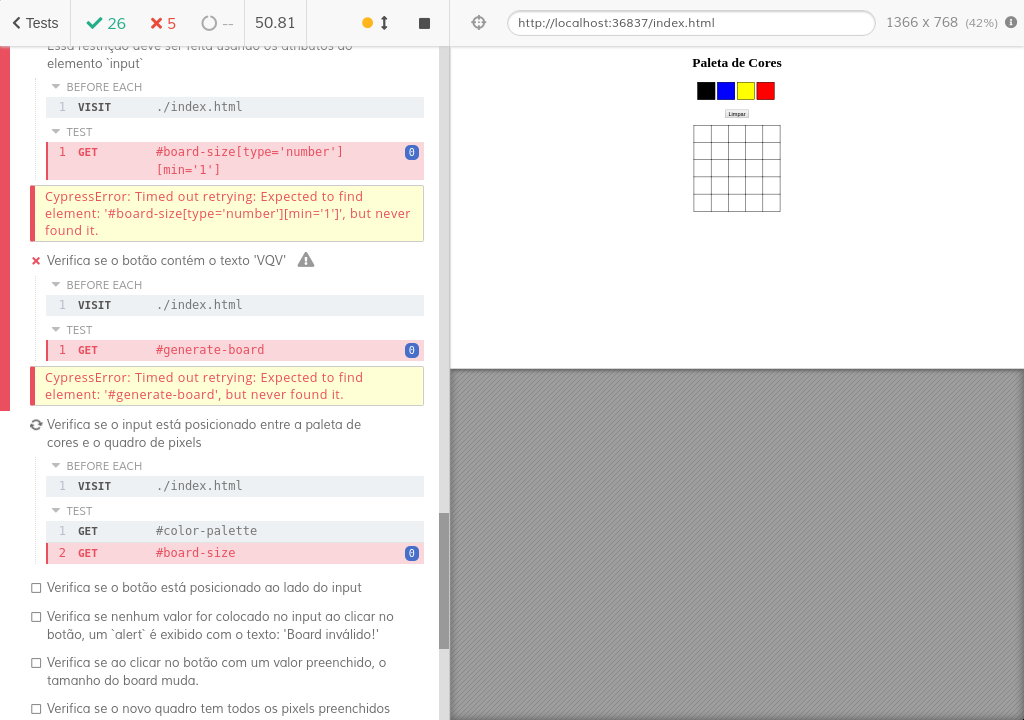 Tests
26
5
--
50.81
http://localhost:36837/index.html
1366 x 768 (42%)
Essa restrição deve ser feita usando os atributos do
elemento `input`
BEFORE EACH
1 VISIT ./index.html
TEST
1 GET #board-size[type='number']
[min='1'] 0
CypressError: Timed out retrying: Expected to find
element: '#board-size[type='number'][min='1']', but never
found it.
Verifica se o botão contém o texto 'VQV'
BEFORE EACH
1 VISIT ./index.html
TEST
1 GET #generate-board 0
CypressError: Timed out retrying: Expected to find
element: '#generate-board', but never found it.
Verifica se o input está posicionado entre a paleta de
cores e o quadro de pixels
BEFORE EACH
1 VISIT ./index.html
TEST
1 GET #color-palette
2 GET #board-size 0
Verifica se o botão está posicionado ao lado do input
Verifica se nenhum valor for colocado no input ao clicar no
botão, um `alert` é exibido com o texto: 'Board inválido!'
Verifica se ao clicar no botão com um valor preenchido, o
tamanho do board muda.
Verifica se o novo quadro tem todos os pixels preenchidos
Paleta de Cores
Limpar